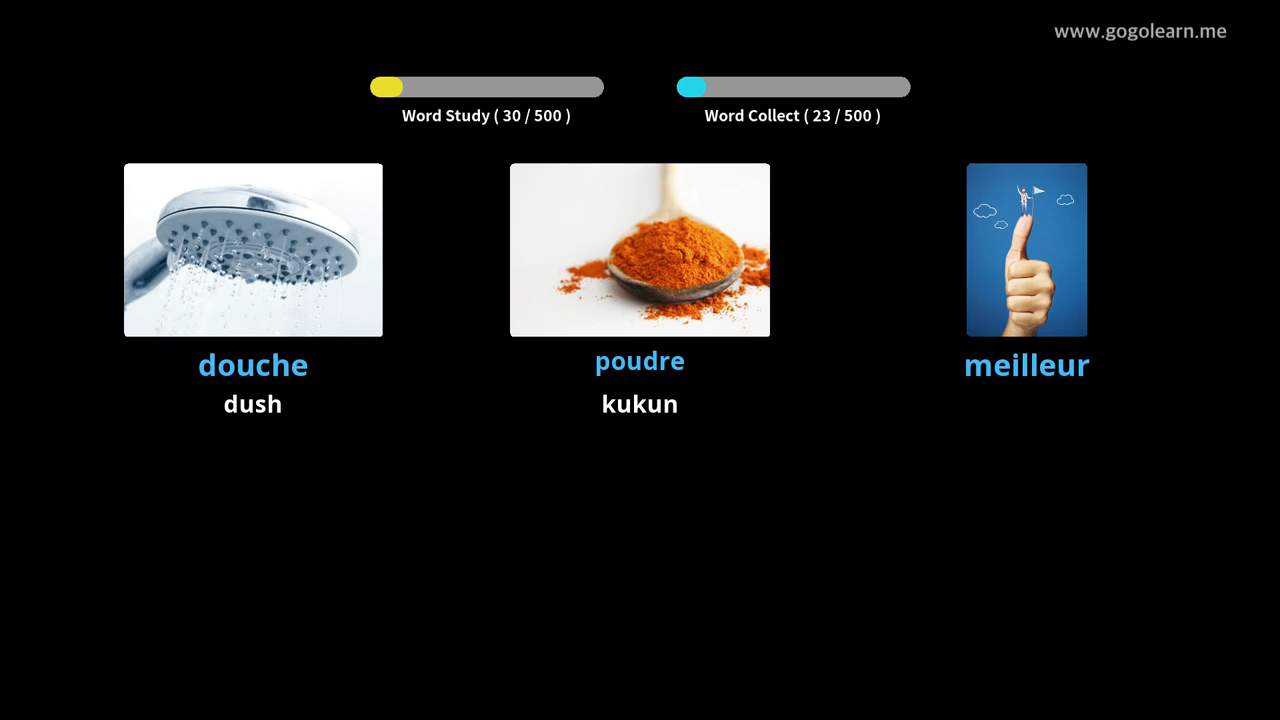 www.gogolearn.me
Word Study ( 30 / 500 )
Word Collect ( 23 / 500 )
douche
poudre
meilleur
dush
kukun